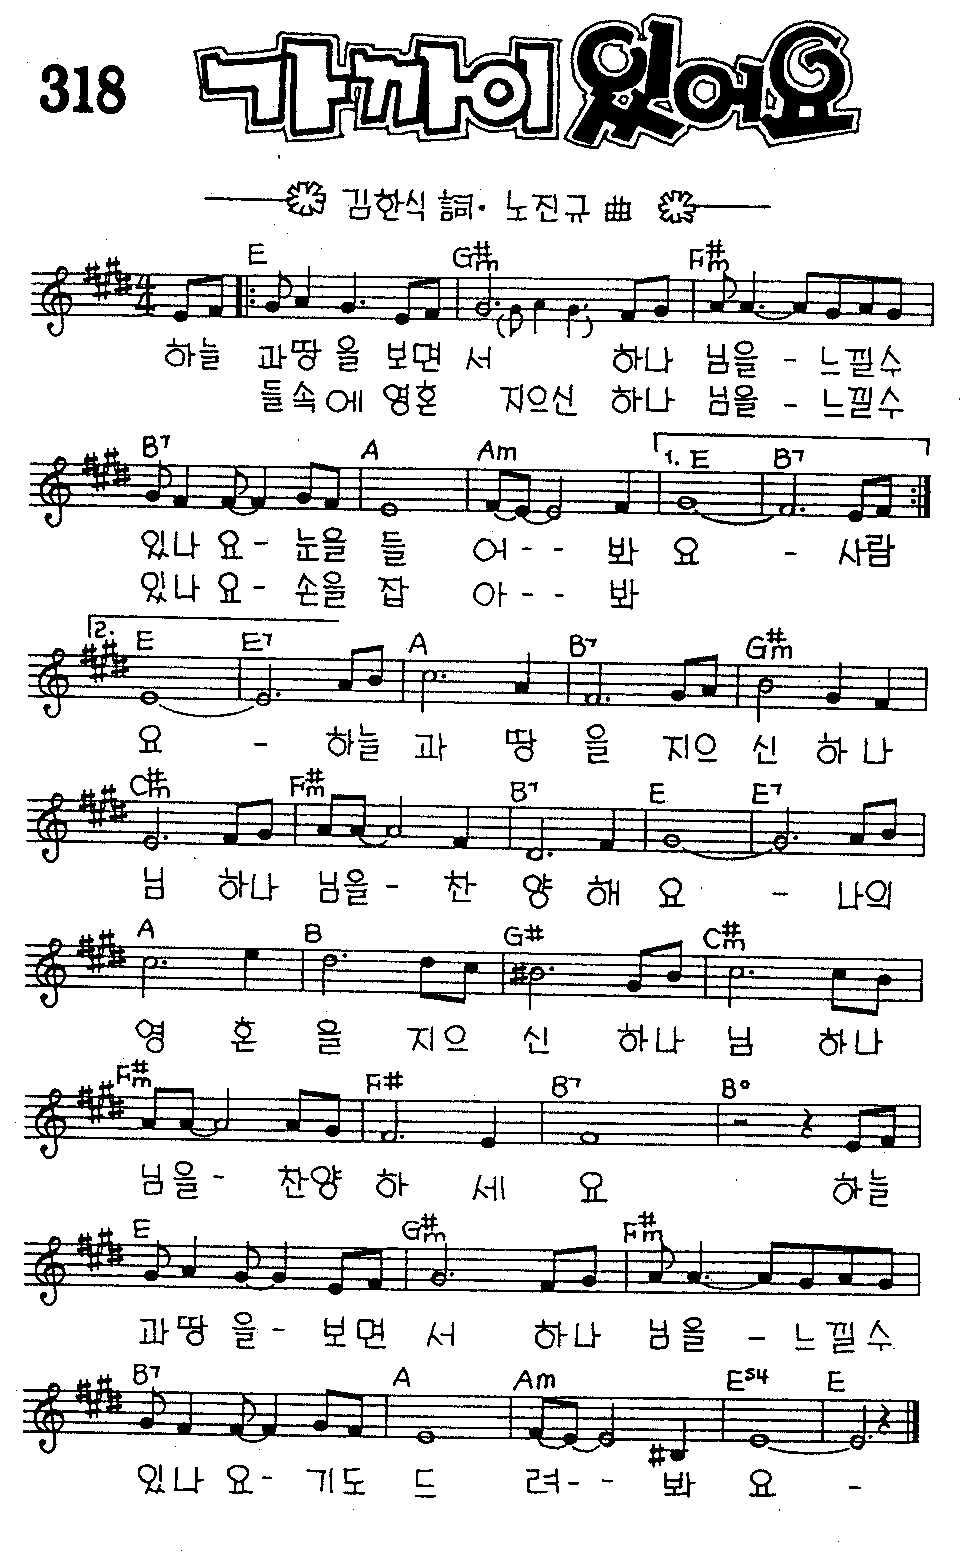 318
가까이 있어요
김한식 詞· 노진규 曲
E G#m F#m
하늘 과 땅 을 보면 서 하나 님을 - 느낄수
들속에 영혼 지으신 하나 님을 - 느낄수
B7 A Am 1. E B7
있나 요- 눈을 들 어 - - 봐 요 - 사람
있나 요- 손을 잡 아 - - 봐
2. E E7 A B7 G#m
요 - 하늘 과 땅 을 지으 신 하 나
C#m F#m B7 E E7
님 하나 님을- 찬 양 해 요 - 나의
A B G# C#m
영 혼 을 지으 신 하나 님 하나
F#m F# B7 B°
님을- 찬양 하 세 요 하늘
E G#m F#m
과 땅 을- 보면 서 하나 님을 - 느낄수
B7 A Am Es4 E
있나 요- 기도 드 려- - 봐 요 -